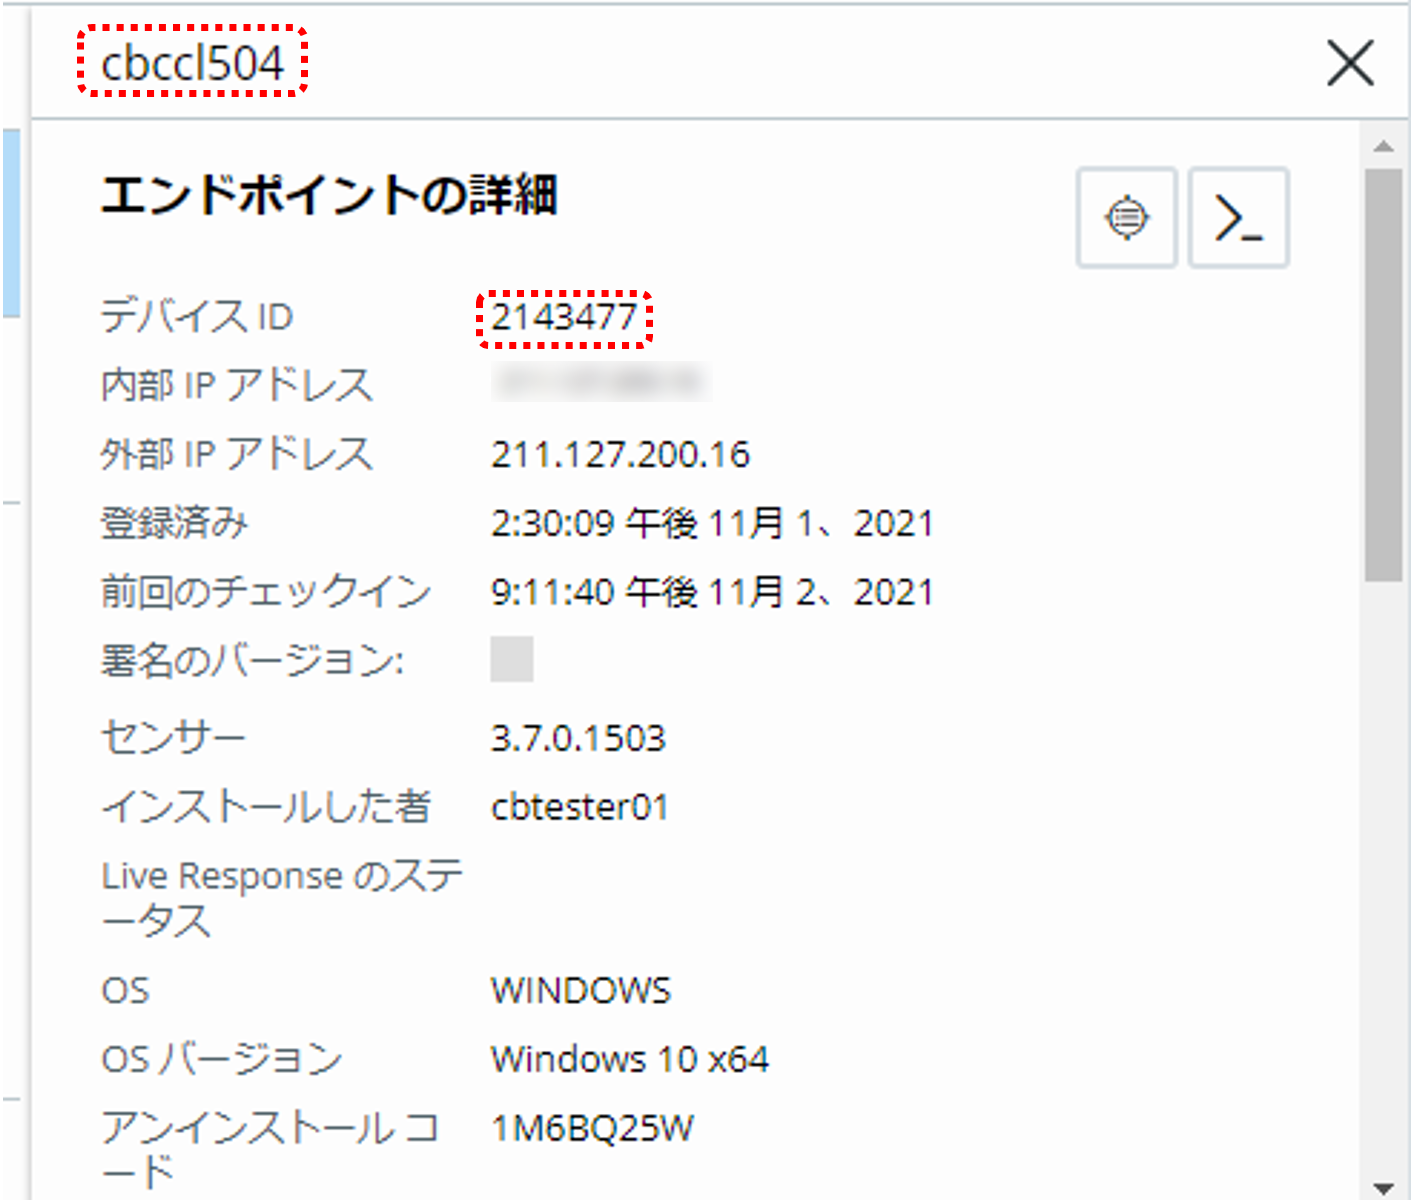 cbccl504
エンドポイントの詳細
デバイス ID 2143477
内部 IP アドレス
外部 IP アドレス 211.127.200.16
登録済み 2:30:09 午後 11月 1、 2021
前回のチェックイン 9:11:40 午後 11月 2、 2021
署名のバージョン:
センサー 3.7.0.1503
インストールした者 cbtester01
Live Response のステ
ータス
OS WINDOWS
OS バージョン Windows 10 x64
アンインストール コ 1M6BQ25W
ード